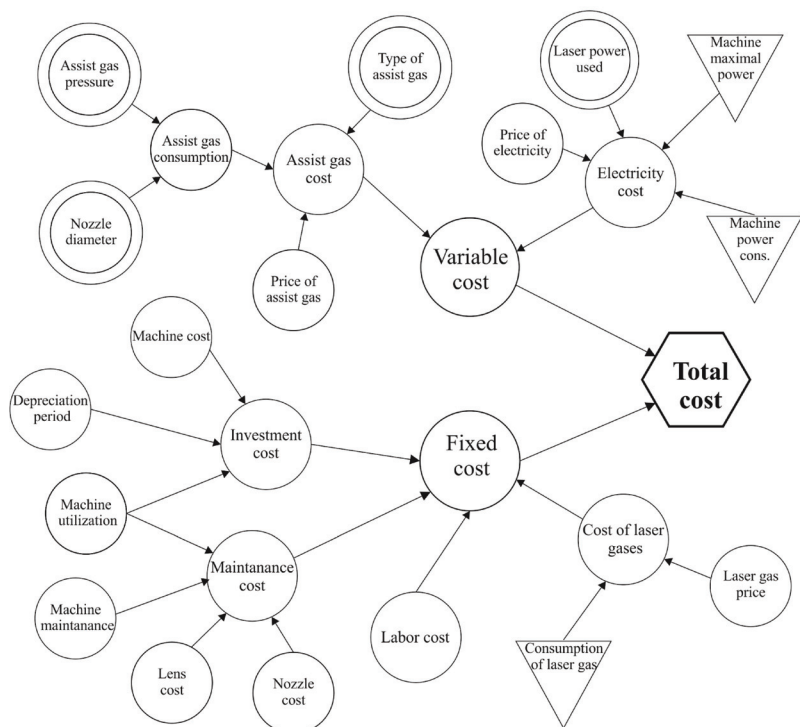 Assist gas
pressure
Type of
assist gas
Laser power
used
Machine
maximal
power
Assist gas
consumption
Assist gas
cost
Price of
electricity
Electricity
cost
Nozzle
diameter
Machine
power
cons.
Variable
cost
Price of
assist gas
Machine cost
Total
cost
Depreciation
period
Investment
cost
Fixed
cost
Machine
utilization
Cost of laser
gases
Maintanance
cost
Laser gas
price
Machine
maintanance
Labor cost
Consumption
of laser gas
Lens
cost
Nozzle
cost